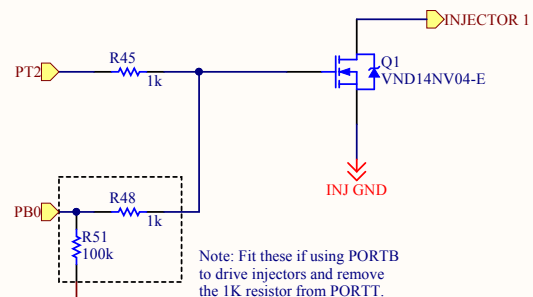 INJECTOR 1
R45
PT2
1k
Q1
VND14NV04-E
INJ GND
R48
PB0
1k
R51
100k
Note: Fit these if using PORTB
to drive injectors and remove
the 1K resistor from PORTT.